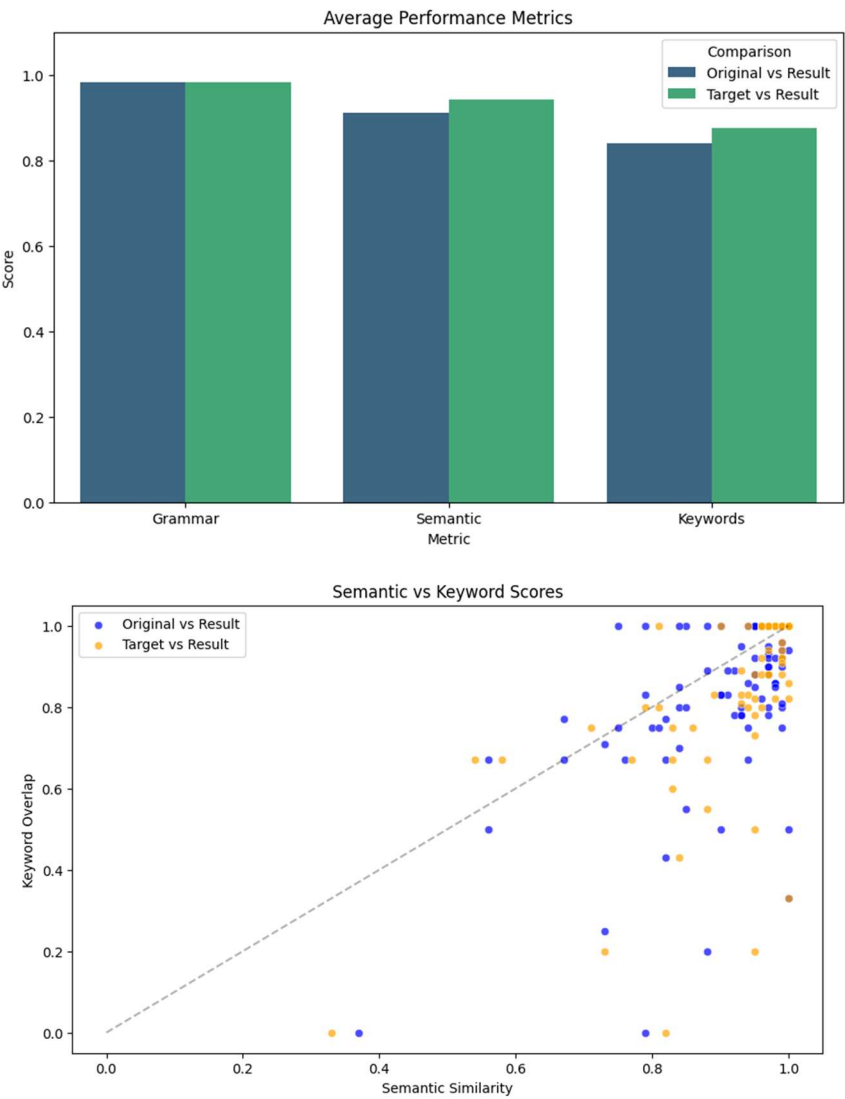 Average Performance Metrics
Comparison
Original vs Result
Target vs Result
1.0
0.8
0.6
0.4
0.2
0.0
Score
Grammar
Semantic
Keywords
Metric
Semantic vs Keyword Scores
Original vs Result
Target vs Result
1.0
0.8
0.6
0.4
0.2
0.0
Keyword Overlap
0.0
0.2
0.4
0.6
0.8
1.0
Semantic Similarity